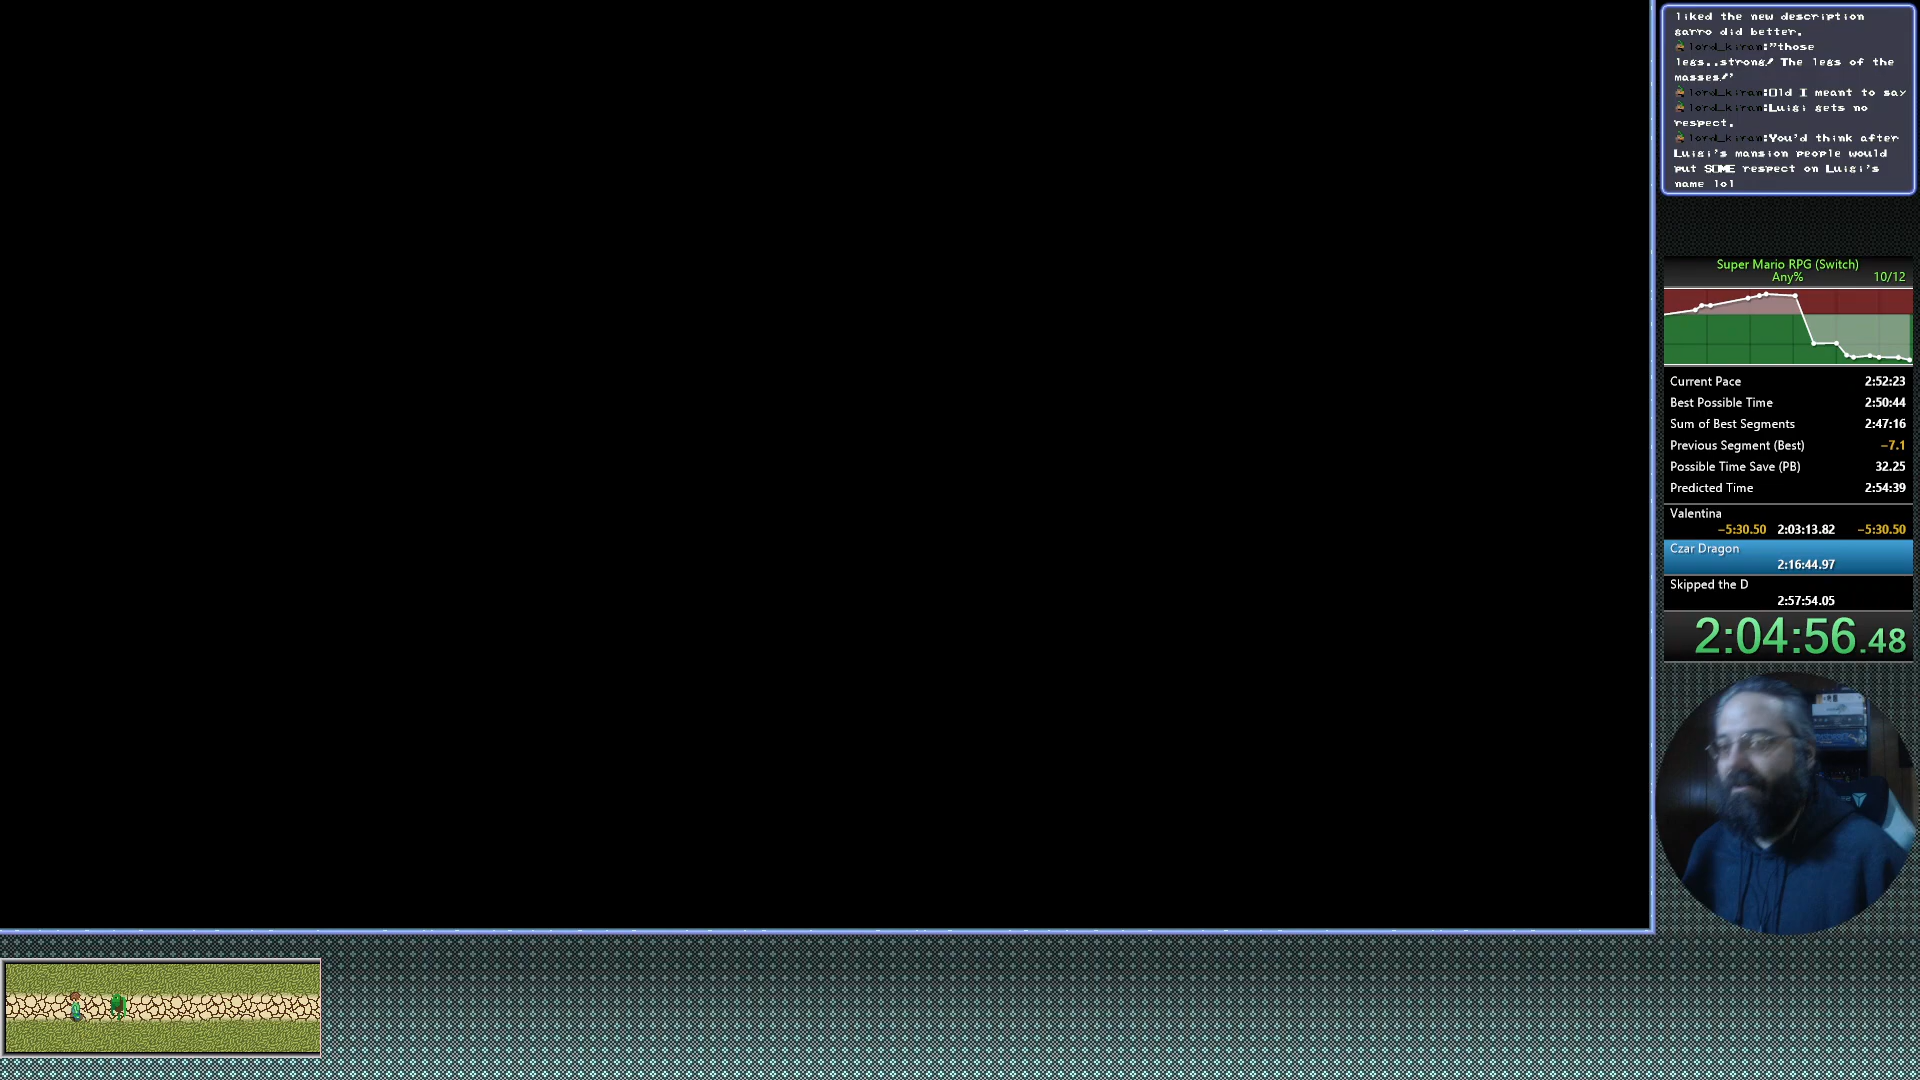 liked the new description
garro did better.
lord_kiran:"those
legs..strong! The legs of the
masses!"
lord_kiran:Old I meant to say
lord_kiran:Luigi gets no
respect.
lord_kiran:You'd think after
Luigi's mansion people would
put SOME respect on Luigi's
name lol
Super Mario RPG (Switch)
Any% 10/12
Current Pace 2:52:23
Best Possible Time 2:50:44
Sum of Best Segments 2:47:16
Previous Segment (Best) −7.1
Possible Time Save (PB) 32.25
Predicted Time 2:54:39
Valentina
−5:30.50 2:03:13.82 −5:30.50
Czar Dragon
2:16:44.97
Skipped the D
2:57:54.05
2:04:56.48